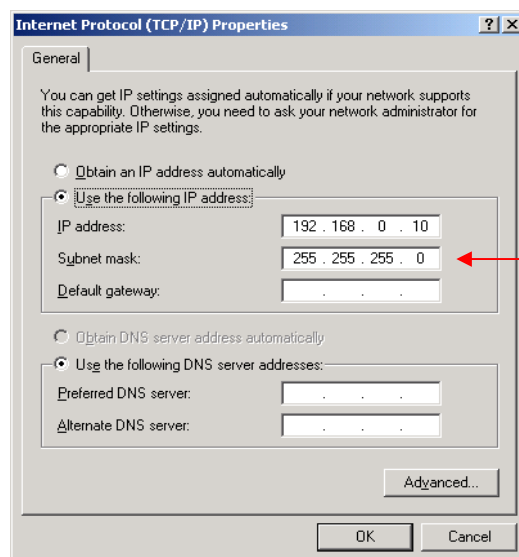 Internet Protocol (TCP/IP) Properties
General
You can get IP settings assigned automatically if your network supports
this capability. Otherwise, you need to ask your network administrator for
the appropriate IP settings.
Obtain an IP address automatically
Use the following IP address:
IP address: 192 . 168 . 0 . 10
Subnet mask: 255 . 255 . 255 . 0
Default gateway: . . .
Obtain DNS server address automatically
Use the following DNS server addresses:
Preferred DNS server: . . .
Alternate DNS server: . . .
Advanced...
OK Cancel